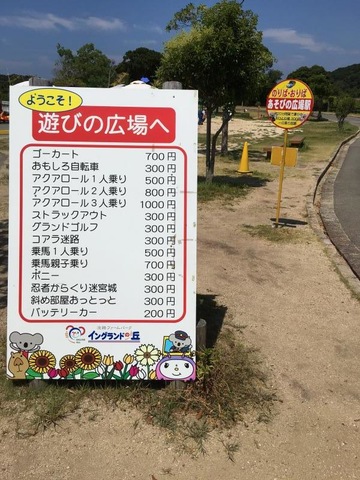 ようこそ!
遊びの広場へ
ゴーカート 700円
おもしろ自転車 300円
アクアロール1人乗り 500円
アクアロール2人乗り 800円
アクアロール3人乗り 1000円
ストラックアウト 300円
グランドゴルフ 300円
コアラ迷路 300円
乗馬1人乗り 500円
乗馬親子乗り 700円
ポニー 300円
忍者からくり迷宮城 300円
斜め部屋おっとっと 300円
バッテリーカー 200円
イングランドの丘
のりば・おりば
あそびの広場駅